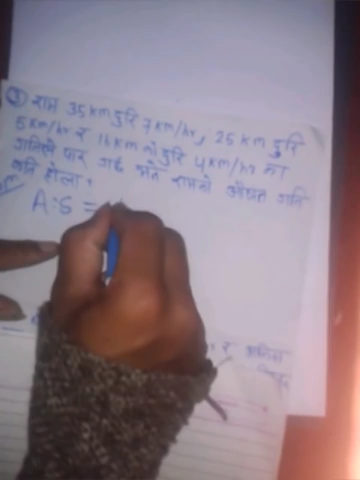 ③ राम 35 km दुरि 7 km/hr, 25 km दुरि
5 km/hr र 16 km को दुरि 4 km/hr का
गतिले पार गर्छ भने रामको औषत गति
कति होला।
A.S =
र